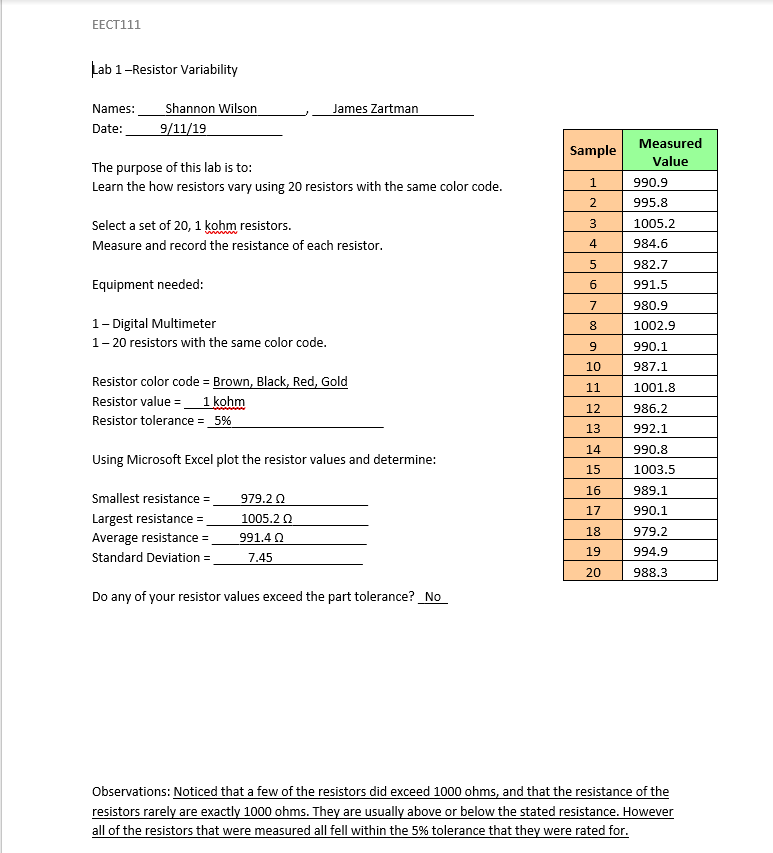 EECT111
Lab 1 –Resistor Variability
Names: Shannon Wilson , James Zartman
Date: 9/11/19
The purpose of this lab is to:
Learn the how resistors vary using 20 resistors with the same color code.
Select a set of 20, 1 kohm resistors.
Measure and record the resistance of each resistor.
Equipment needed:
1 – Digital Multimeter
1 – 20 resistors with the same color code.
Resistor color code = Brown, Black, Red, Gold
Resistor value = 1 kohm
Resistor tolerance = 5%
Using Microsoft Excel plot the resistor values and determine:
Smallest resistance = 979.2 Ω
Largest resistance = 1005.2 Ω
Average resistance = 991.4 Ω
Standard Deviation = 7.45
Do any of your resistor values exceed the part tolerance? No
Sample Measured
Value
1 990.9
2 995.8
3 1005.2
4 984.6
5 982.7
6 991.5
7 980.9
8 1002.9
9 990.1
10 987.1
11 1001.8
12 986.2
13 992.1
14 990.8
15 1003.5
16 989.1
17 990.1
18 979.2
19 994.9
20 988.3
Observations: Noticed that a few of the resistors did exceed 1000 ohms, and that the resistance of the
resistors rarely are exactly 1000 ohms. They are usually above or below the stated resistance. However
all of the resistors that were measured all fell within the 5% tolerance that they were rated for.